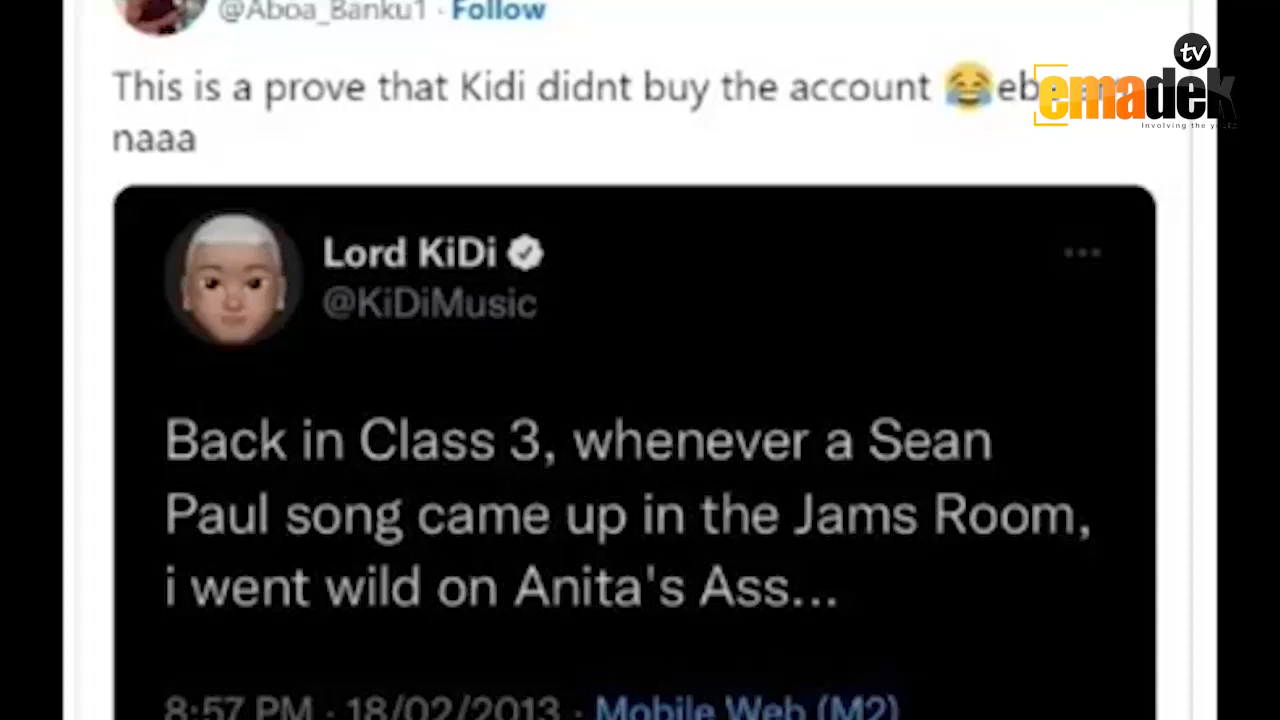 @Aboa_Banku1 · Follow
tv
emadek
Involving the
This is a prove that Kidi didnt buy the account 😂
naaa
Lord KiDi
@KiDiMusic
Back in Class 3, whenever a Sean
Paul song came up in the Jams Room,
i went wild on Anita's Ass...
8:57 PM · 18/02/2013 · Mobile Web (M2)